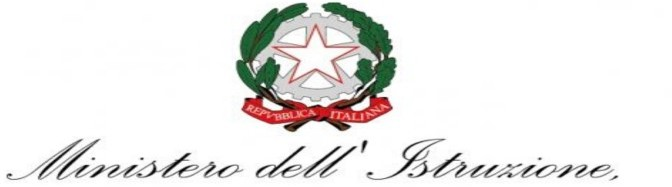 REPVBBLICA ITALIANA
Ministero dell' Istruzione,